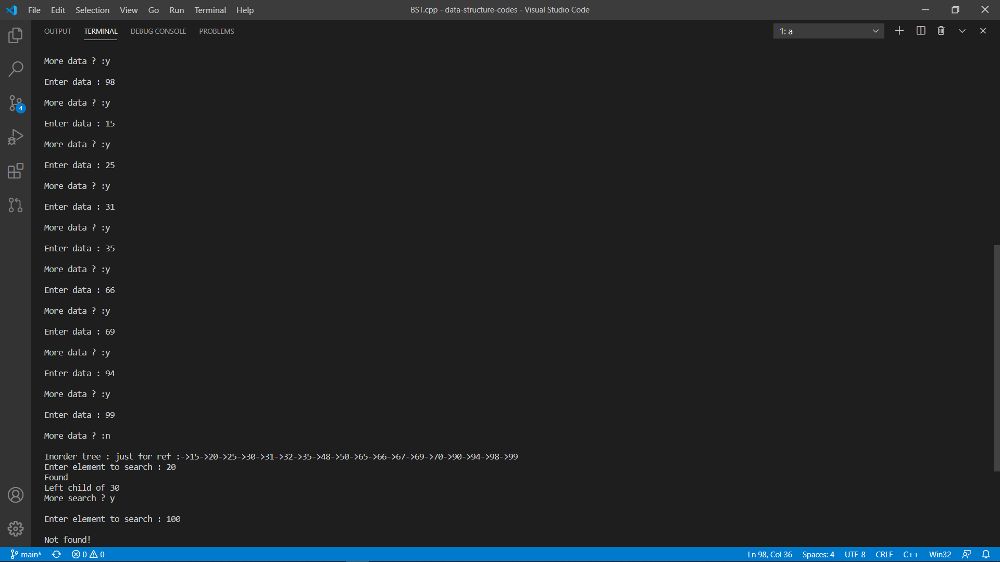 File Edit Selection View Go Run Terminal Help
BST.cpp - data-structure-codes - Visual Studio Code
OUTPUT TERMINAL DEBUG CONSOLE PROBLEMS
1: a
More data ? :y
Enter data : 98
More data ? :y
Enter data : 15
More data ? :y
Enter data : 25
More data ? :y
Enter data : 31
More data ? :y
Enter data : 35
More data ? :y
Enter data : 66
More data ? :y
Enter data : 69
More data ? :y
Enter data : 94
More data ? :y
Enter data : 99
More data ? :n
Inorder tree : just for ref :->15->20->25->30->31->32->35->48->50->65->66->67->69->70->90->94->98->99
Enter element to search : 20
Found
Left child of 30
More search ? y
Enter element to search : 100
Not found!
4
main* 0 0 Ln 98, Col 36 Spaces: 4 UTF-8 CRLF C++ Win32